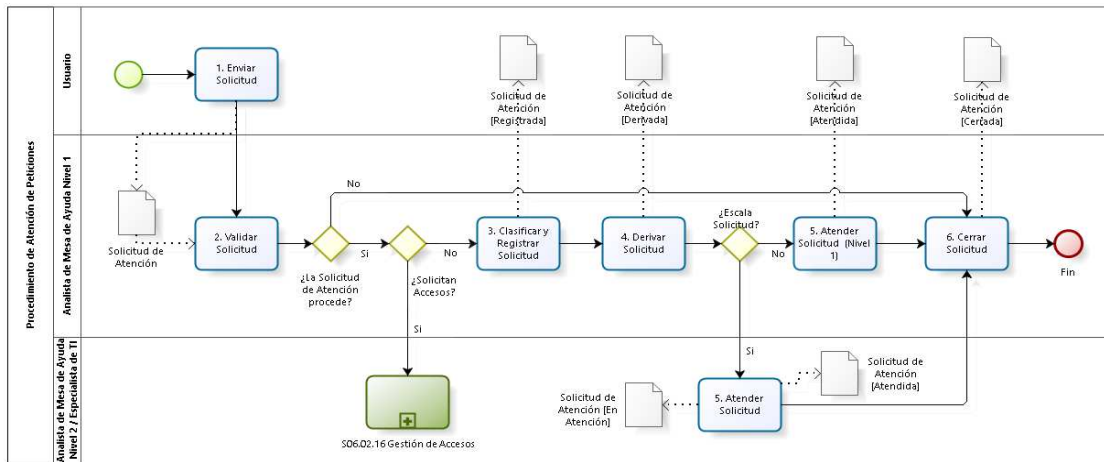 Procedimiento de Atención de Peticiones
Usuario
1. Enviar
Solicitud
Solicitud de
Atención
[Registrada]
Solicitud de
Atención
[Derivada]
Solicitud de
Atención
[Atendida]
Solicitud de
Atención
[Cerrada]
Analista de Mesa de Ayuda Nivel 1
Solicitud de
Atención
2. Validar
Solicitud
¿La Solicitud
de Atención
procede?
No
Si
¿Solicitan
Accesos?
No
Si
3. Clasificar y
Registrar
Solicitud
4. Derivar
Solicitud
¿Escala
Solicitud?
No
Si
5. Atender
Solicitud (Nivel
1)
6. Cerrar
Solicitud
Fin
Analista de Mesa de Ayuda
Nivel 2 / Especialista de TI
S06.02.16 Gestión de Accesos
Solicitud de
Atención [En
Atención]
5. Atender
Solicitud
Solicitud de
Atención
[Atendida]